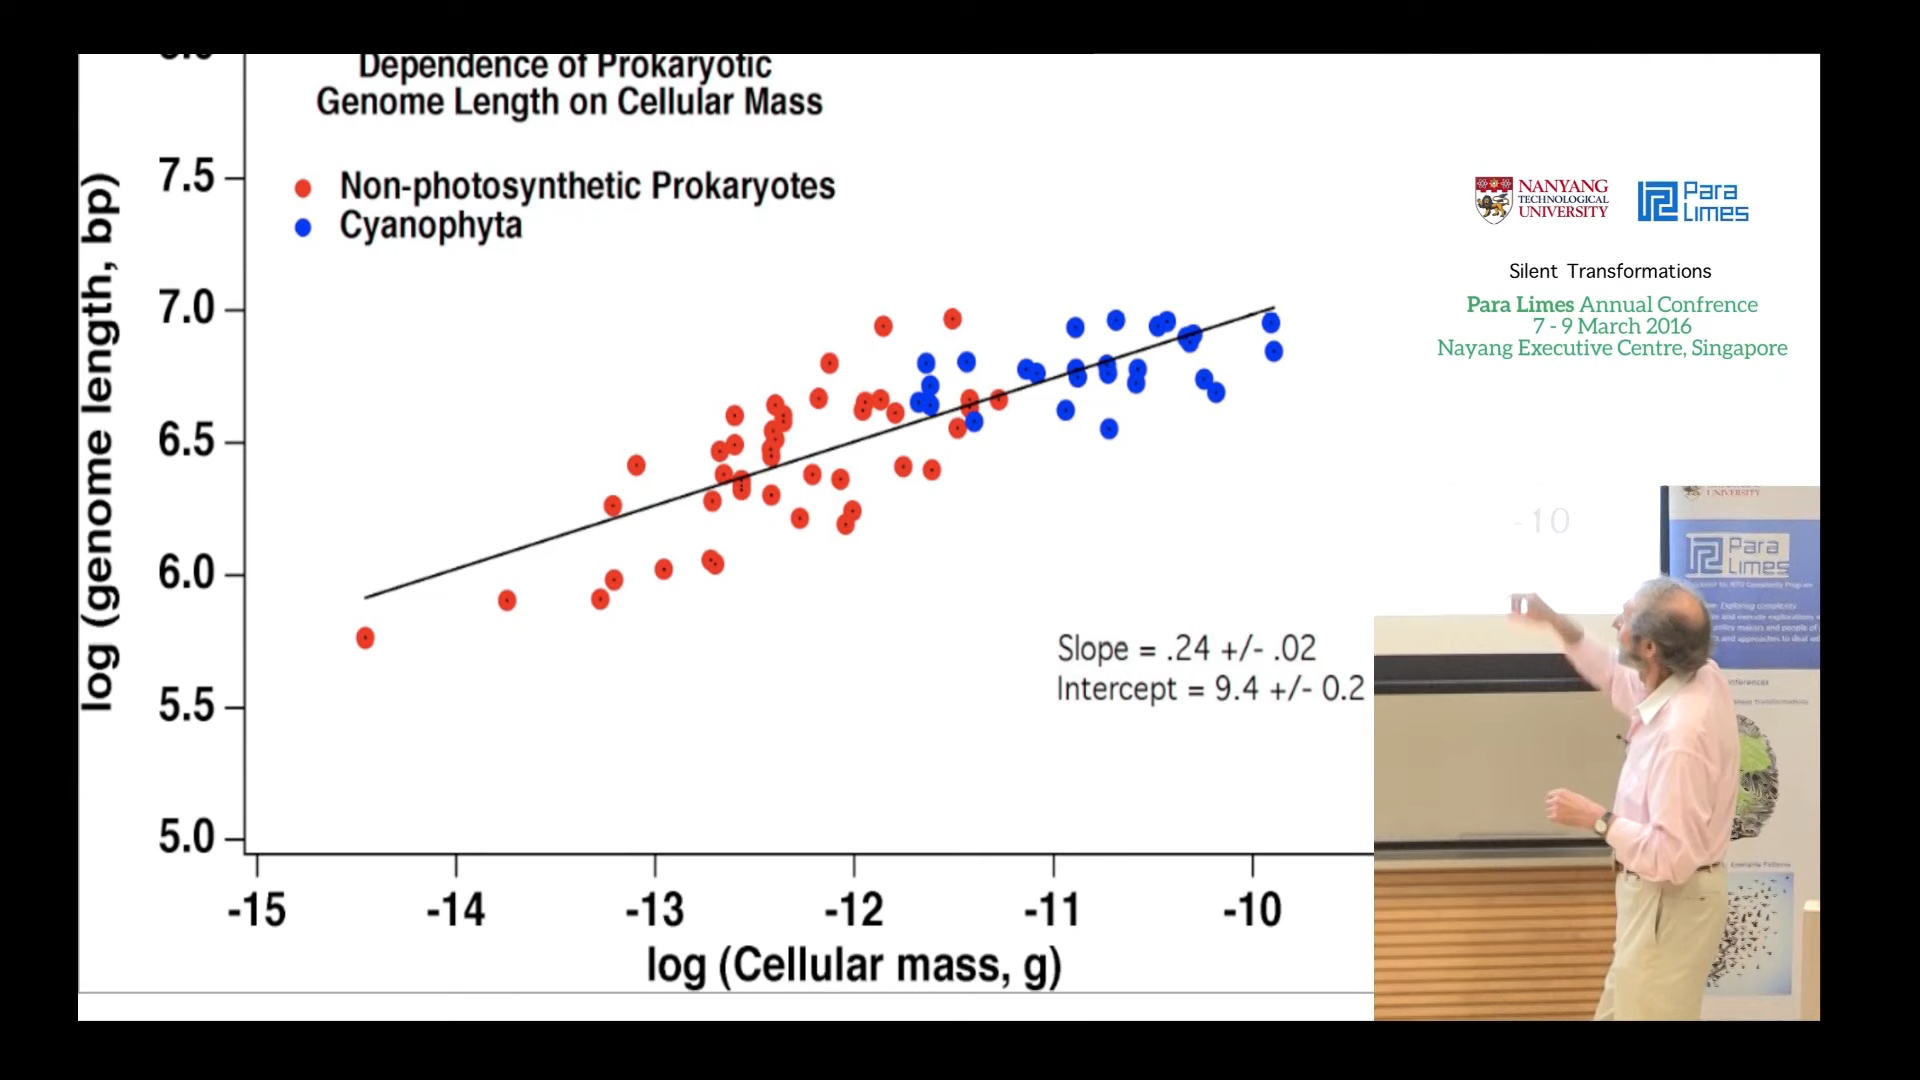 Dependence of Prokaryotic
Genome Length on Cellular Mass
Non-photosynthetic Prokaryotes
Cyanophyta
log (genome length, bp)
7.5
7.0
6.5
6.0
5.5
5.0
Slope = .24 +/- .02
Intercept = 9.4 +/- 0.2
-15 -14 -13 -12 -11 -10
log (Cellular mass, g)
NANYANG
TECHNOLOGICAL
UNIVERSITY
Para
Limes
Silent Transformations
Para Limes Annual Confrence
7 - 9 March 2016
Nayang Executive Centre, Singapore
-10
UNIVERSITY
Para
Limes